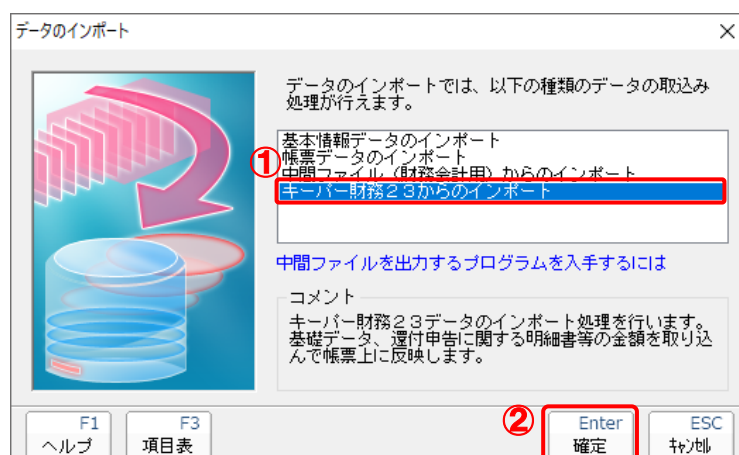 データのインポート
データのインポートでは、以下の種類のデータの取込み
処理が行えます。
基本情報データのインポート
帳票データのインポート
①
中間ファイル（財務会計用）からのインポート
キーパー財務２３からのインポート
中間ファイルを出力するプログラムを入手するには
コメント
キーパー財務２３データのインポート処理を行います。
基礎データ、還付申告に関する明細書等の金額を取り込
んで帳票上に反映します。
②
F1
ヘルプ
F3
項目表
Enter
確定
ESC
ｷｬﾝｾﾙ